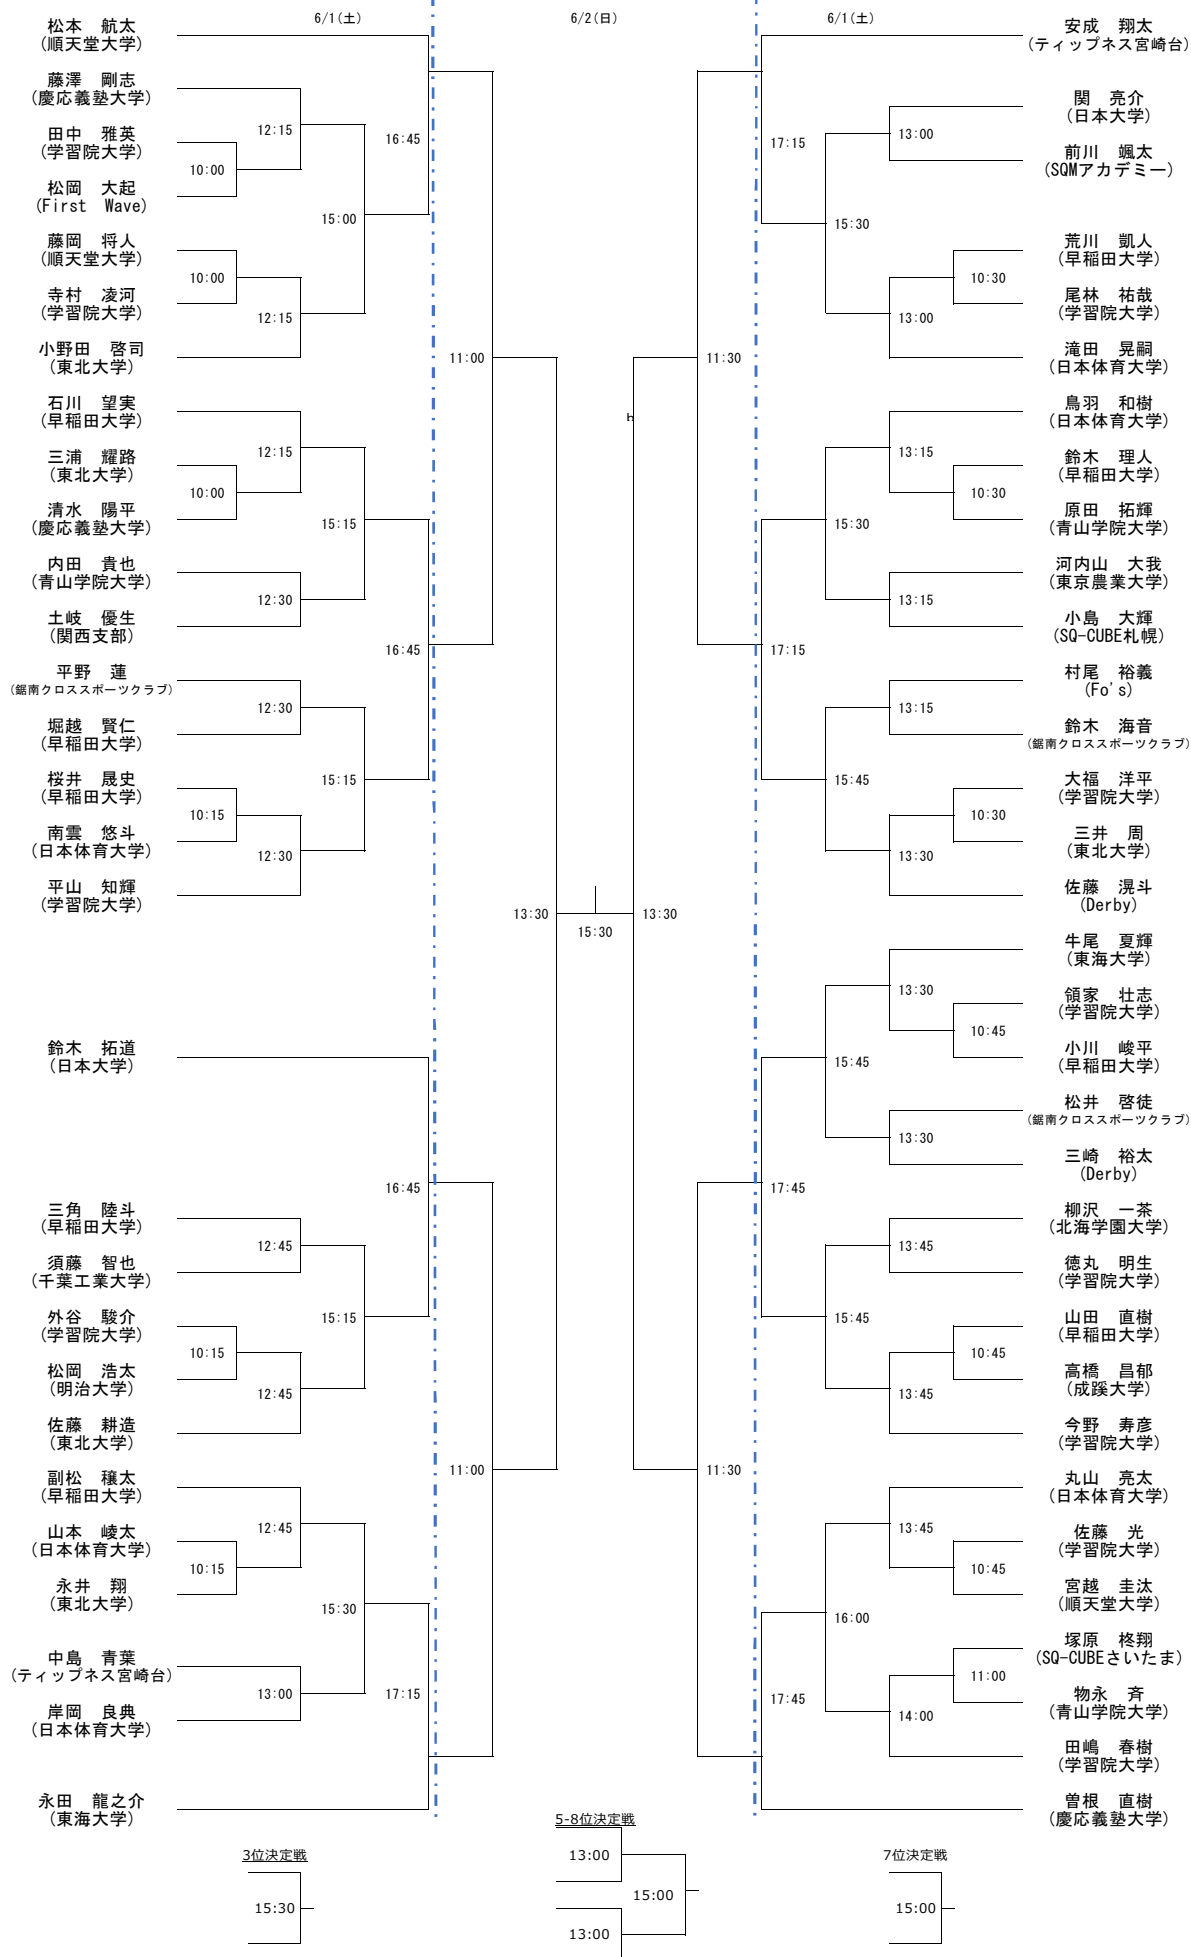 6/1(土)
6/2(日)
6/1(土)
松本 航太
(順天堂大学)
藤澤 剛志
(慶応義塾大学)
12:15
田中 雅英
(学習院大学)
10:00
松岡 大起
(First Wave)
16:45
15:00
藤岡 将人
(順天堂大学)
10:00
寺村 凌河
(学習院大学)
12:15
小野田 啓司
(東北大学)
11:00
石川 望実
(早稲田大学)
12:15
三浦 耀路
(東北大学)
10:00
清水 陽平
(慶応義塾大学)
15:15
内田 貴也
(青山学院大学)
12:30
土岐 優生
(関西支部)
16:45
平野 蓮
(鋸南クロススポーツクラブ)
12:30
堀越 賢仁
(早稲田大学)
15:15
桜井 晟史
(早稲田大学)
10:15
南雲 悠斗
(日本体育大学)
12:30
平山 知輝
(学習院大学)
13:30
15:30
13:30
鈴木 拓道
(日本大学)
16:45
三角 陸斗
(早稲田大学)
12:45
須藤 智也
(千葉工業大学)
15:15
外谷 駿介
(学習院大学)
10:15
松岡 浩太
(明治大学)
12:45
佐藤 耕造
(東北大学)
11:00
副松 穣太
(早稲田大学)
12:45
山本 崚太
(日本体育大学)
10:15
永井 翔
(東北大学)
15:30
中島 青葉
(ティップネス宮崎台)
13:00
17:15
岸岡 良典
(日本体育大学)
永田 龍之介
(東海大学)
安成 翔太
(ティップネス宮崎台)
関 亮介
(日本大学)
13:00
前川 颯太
(SQMアカデミー)
17:15
15:30
荒川 凱人
(早稲田大学)
10:30
尾林 祐哉
(学習院大学)
13:00
滝田 晃嗣
(日本体育大学)
11:30
鳥羽 和樹
(日本体育大学)
13:15
鈴木 理人
(早稲田大学)
10:30
原田 拓輝
(青山学院大学)
15:30
河内山 大我
(東京農業大学)
13:15
小島 大輝
(SQ-CUBE札幌)
17:15
村尾 裕義
(Fo's)
13:15
鈴木 海音
(鋸南クロススポーツクラブ)
15:45
大福 洋平
(学習院大学)
10:30
三井 周
(東北大学)
13:30
佐藤 滉斗
(Derby)
牛尾 夏輝
(東海大学)
13:30
領家 壮志
(学習院大学)
10:45
小川 峻平
(早稲田大学)
15:45
松井 啓徒
(鋸南クロススポーツクラブ)
13:30
三崎 裕太
(Derby)
17:45
柳沢 一茶
(北海学園大学)
13:45
徳丸 明生
(学習院大学)
15:45
山田 直樹
(早稲田大学)
10:45
高橋 昌郁
(成蹊大学)
13:45
今野 寿彦
(学習院大学)
11:30
丸山 亮太
(日本体育大学)
13:45
佐藤 光
(学習院大学)
10:45
宮越 圭汰
(順天堂大学)
16:00
塚原 柊翔
(SQ-CUBEさいたま)
11:00
17:45
物永 斉
(青山学院大学)
14:00
田嶋 春樹
(学習院大学)
曽根 直樹
(慶応義塾大学)
3位決定戦
15:30
5-8位決定戦
13:00
15:00
13:00
7位決定戦
15:00